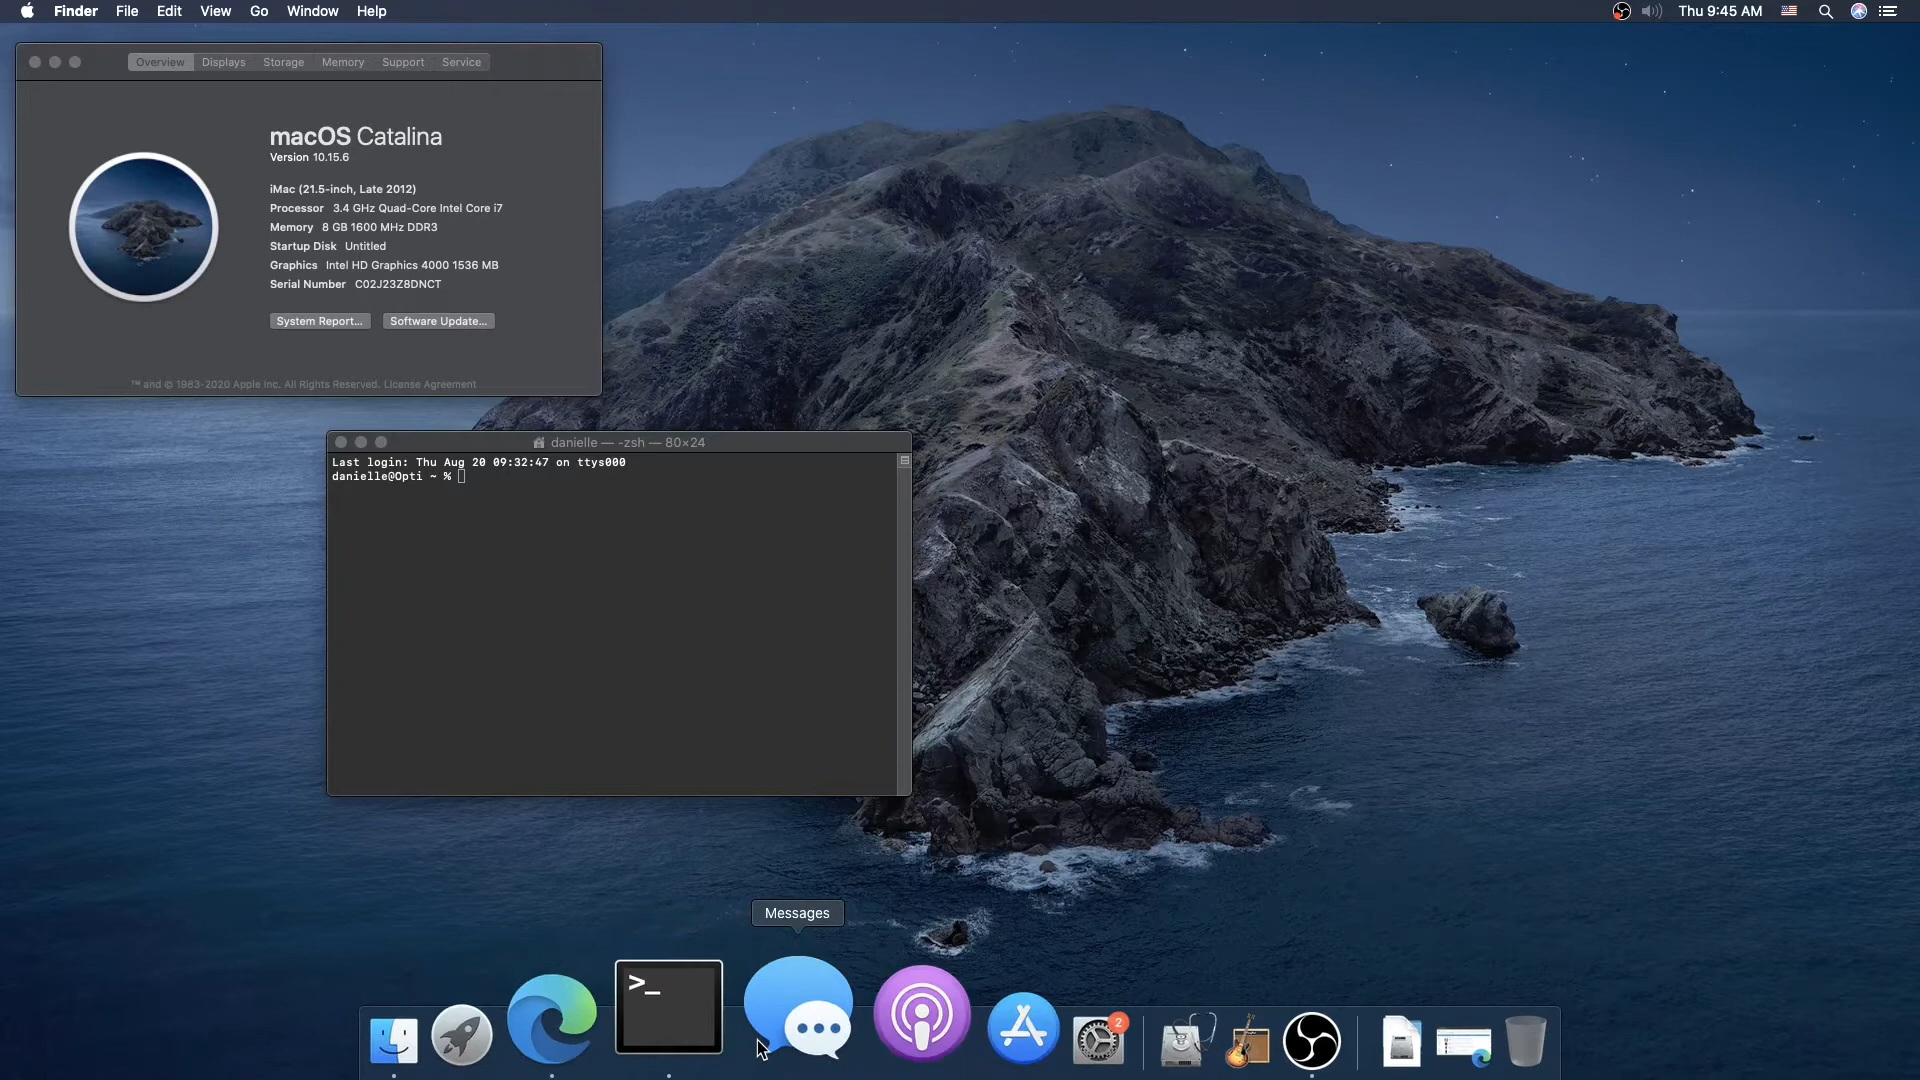 Finder File Edit View Go Window Help
Thu 9:45 AM
Overview Displays Storage Memory Support Service
macOS Catalina
Version 10.15.6
iMac (21.5-inch, Late 2012)
Processor 3.4 GHz Quad-Core Intel Core i7
Memory 8 GB 1600 MHz DDR3
Startup Disk Untitled
Graphics Intel HD Graphics 4000 1536 MB
Serial Number C02J23Z8DNCT
System Report... Software Update...
™ and © 1983-2020 Apple Inc. All Rights Reserved. License Agreement
danielle — -zsh — 80×24
Last login: Thu Aug 20 09:32:47 on ttys000
danielle@Opti ~ %
Messages
>_
2